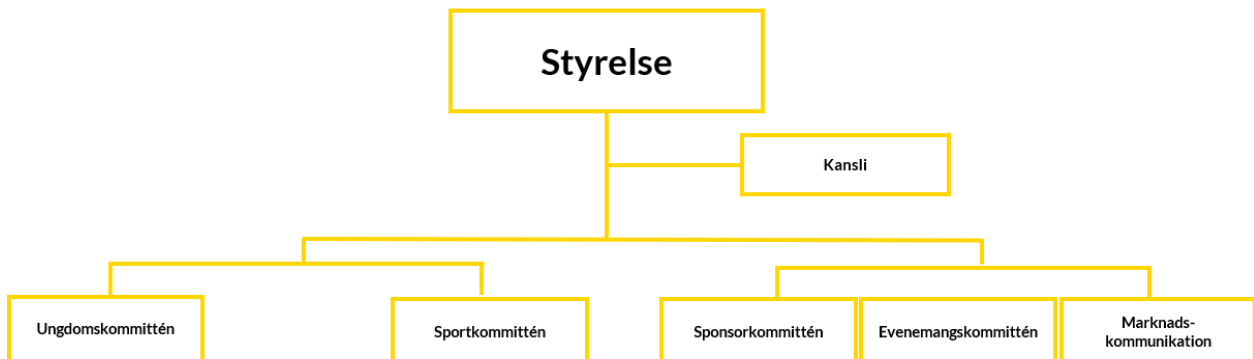 Styrelse
Kansli
Ungdomskommittén
Sportkommittén
Sponsorkommittén
Evenemangskommittén
Marknads-
kommunikation